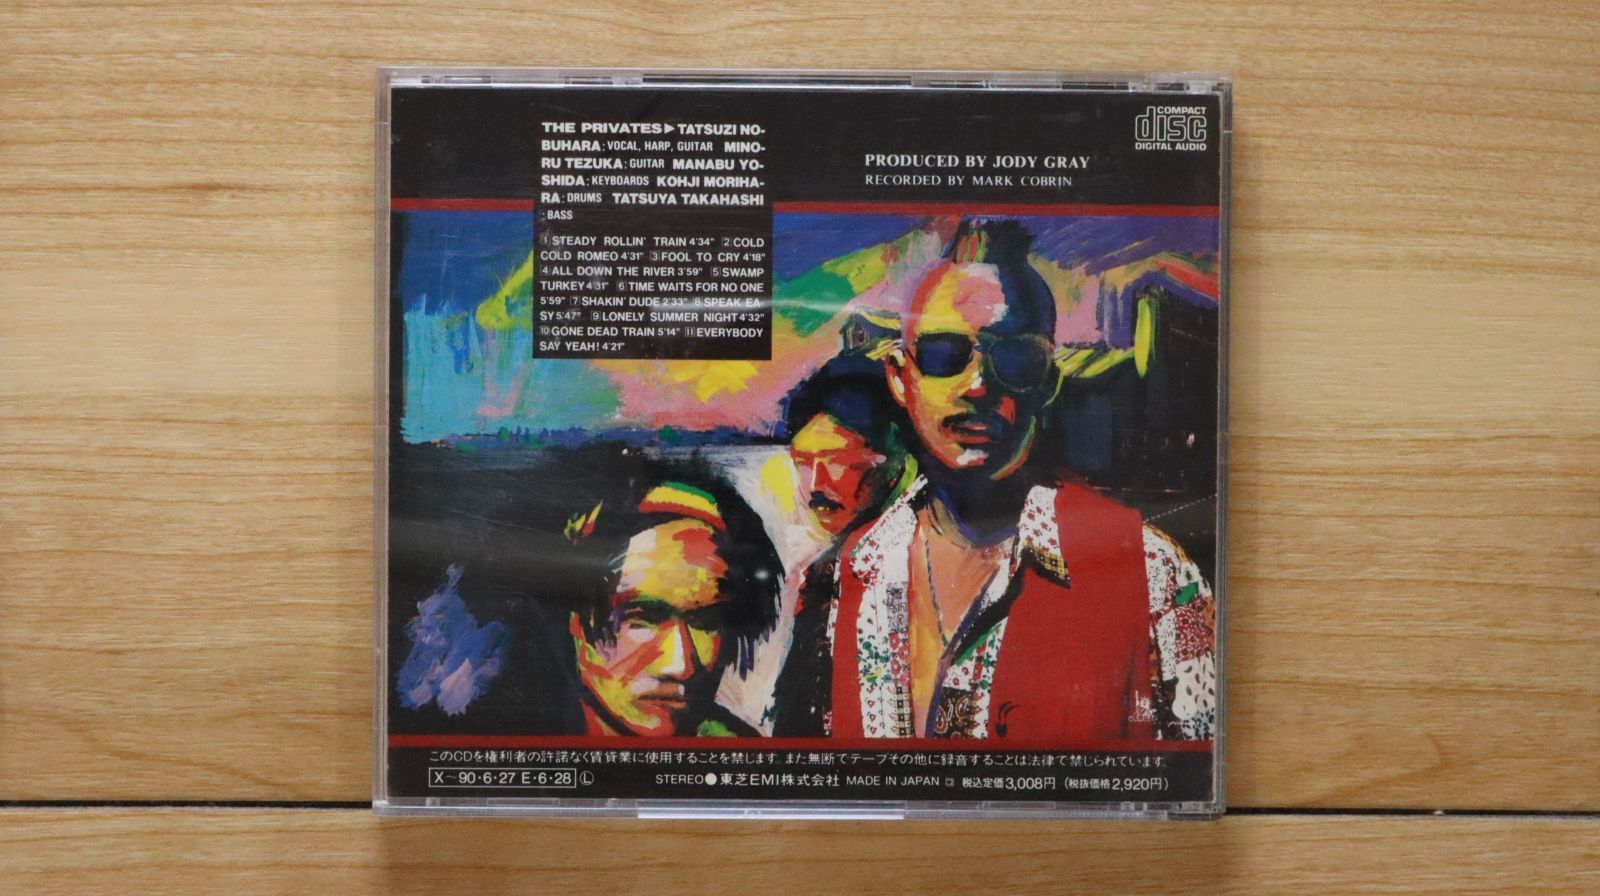 THE PRIVATES▶TATSUZI NO-
BUHARA:VOCAL, HARP, GUITAR MINO-
RU TEZUKA:GUITAR MANABU YO-
SHIDA:KEYBOARDS KOHJI MORIHA-
RA:DRUMS TATSUYA TAKAHASHI
:BASS
1 STEADY ROLLIN' TRAIN 4'34" 2 COLD
COLD ROMEO 4'31" 3 FOOL TO CRY 4'18"
4 ALL DOWN THE RIVER 3'59" 5 SWAMP
TURKEY 4'31" 6 TIME WAITS FOR NO ONE
5'59" 7 SHAKIN' DUDE 2'33" 8 SPEAK EA-
SY 5'47" 9 LONELY SUMMER NIGHT 4'32"
10 GONE DEAD TRAIN 5'14" 11 EVERYBODY
SAY YEAH! 4'21"
PRODUCED BY JODY GRAY
RECORDED BY MARK COBRIN
COMPACT
disc
DIGITAL AUDIO
このCDを権利者の許諾なく賃貸業に使用することを禁じます。また無断でテープその他に録音することは法律で禁じられています。
X~90・6・27 E・6・28 Ⓛ
STEREO●東芝EMI株式会社 MADE IN JAPAN 税込定価3,008円 (税抜価格2,920円)